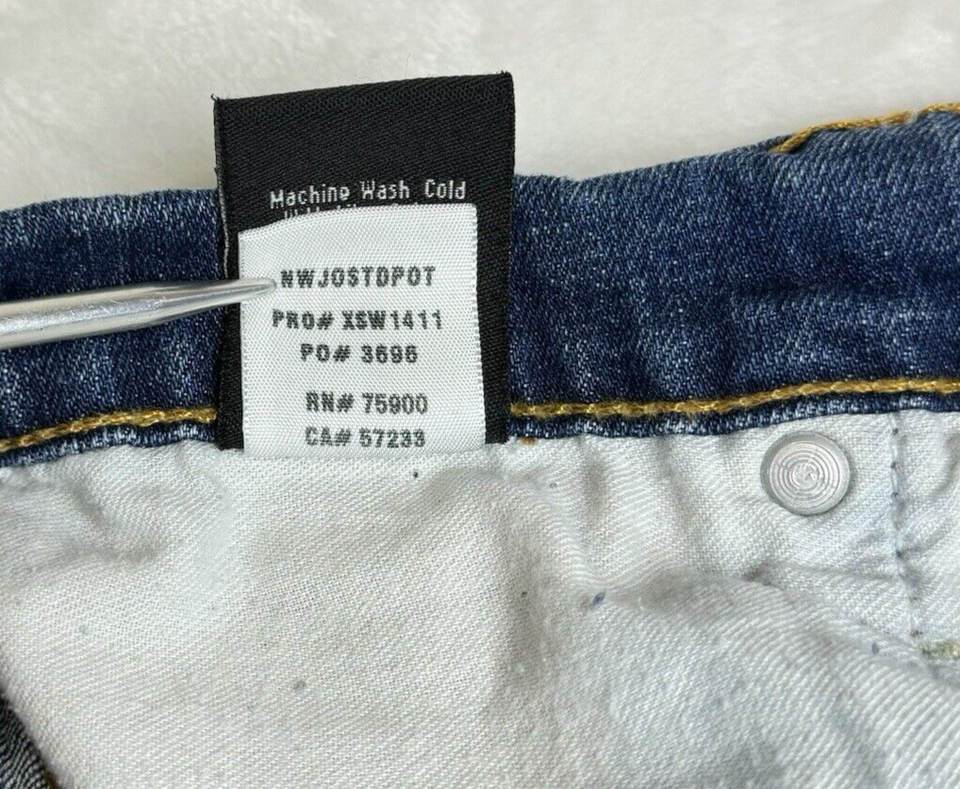 Machine Wash Cold
NWJOSTDPOT
PRO# XSW1411
PO# 3696
RN# 75900
CA# 57233